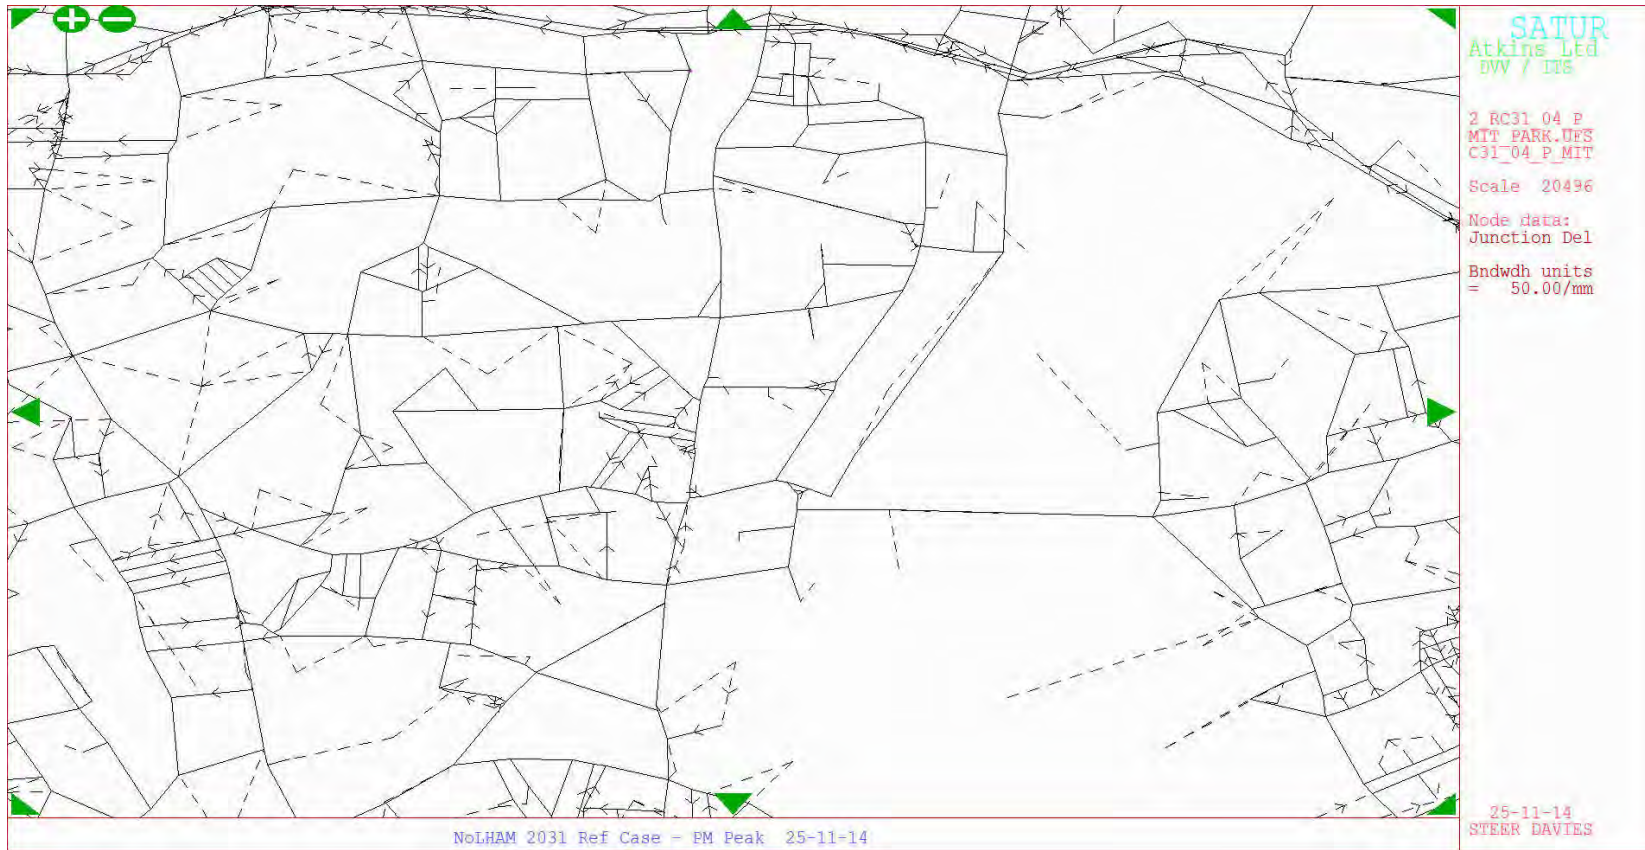 SATUR
Atkins Ltd
DVV / ITS
2 RC31 04 P
MIT PARK.UFS
C31_04_P_MIT
Scale 20496
Node data:
Junction Del
Bndwdh units
= 50.00/mm
25-11-14
STEER DAVIES
NoLHAM 2031 Ref Case - PM Peak 25-11-14